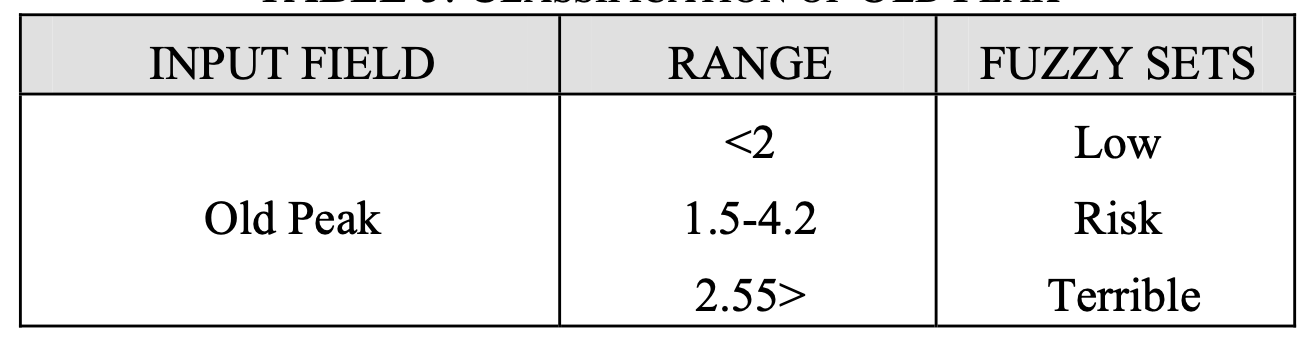 INPUT FIELD RANGE FUZZY SETS
<2 Low
Old Peak 1.5-4.2 Risk
2.55> Terrible